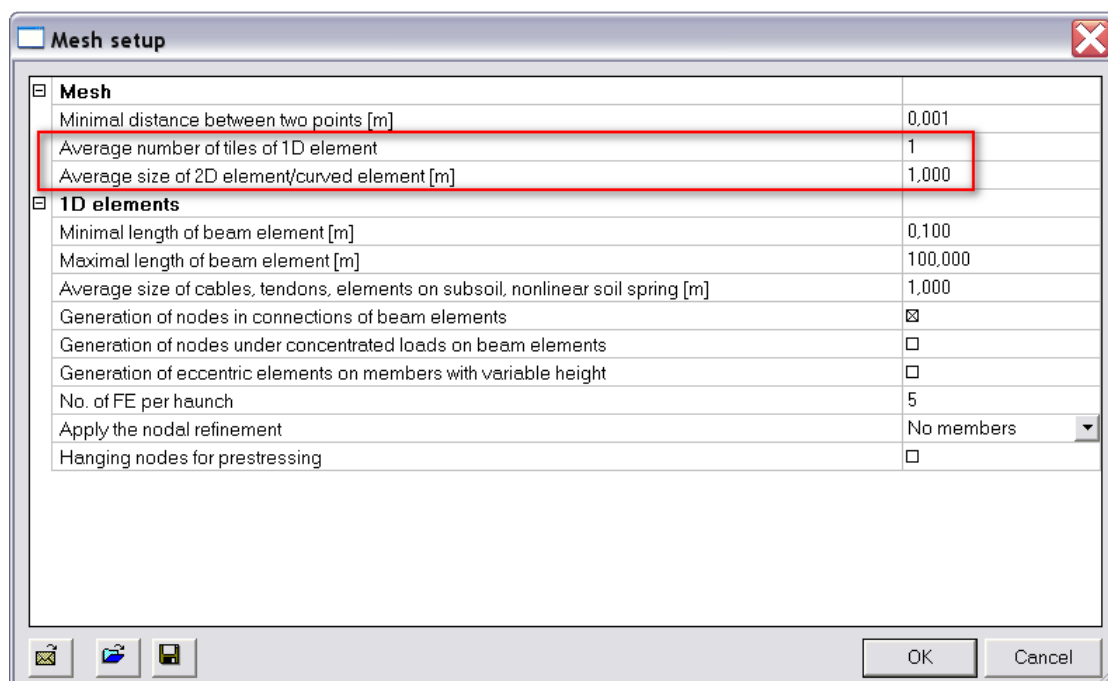 Mesh setup
Mesh
Minimal distance between two points [m] 0,001
Average number of tiles of 1D element 1
Average size of 2D element/curved element [m] 1,000
1D elements
Minimal length of beam element [m] 0,100
Maximal length of beam element [m] 100,000
Average size of cables, tendons, elements on subsoil, nonlinear soil spring [m] 1,000
Generation of nodes in connections of beam elements
Generation of nodes under concentrated loads on beam elements
Generation of eccentric elements on members with variable height
No. of FE per haunch 5
Apply the nodal refinement No members
Hanging nodes for prestressing
OK Cancel